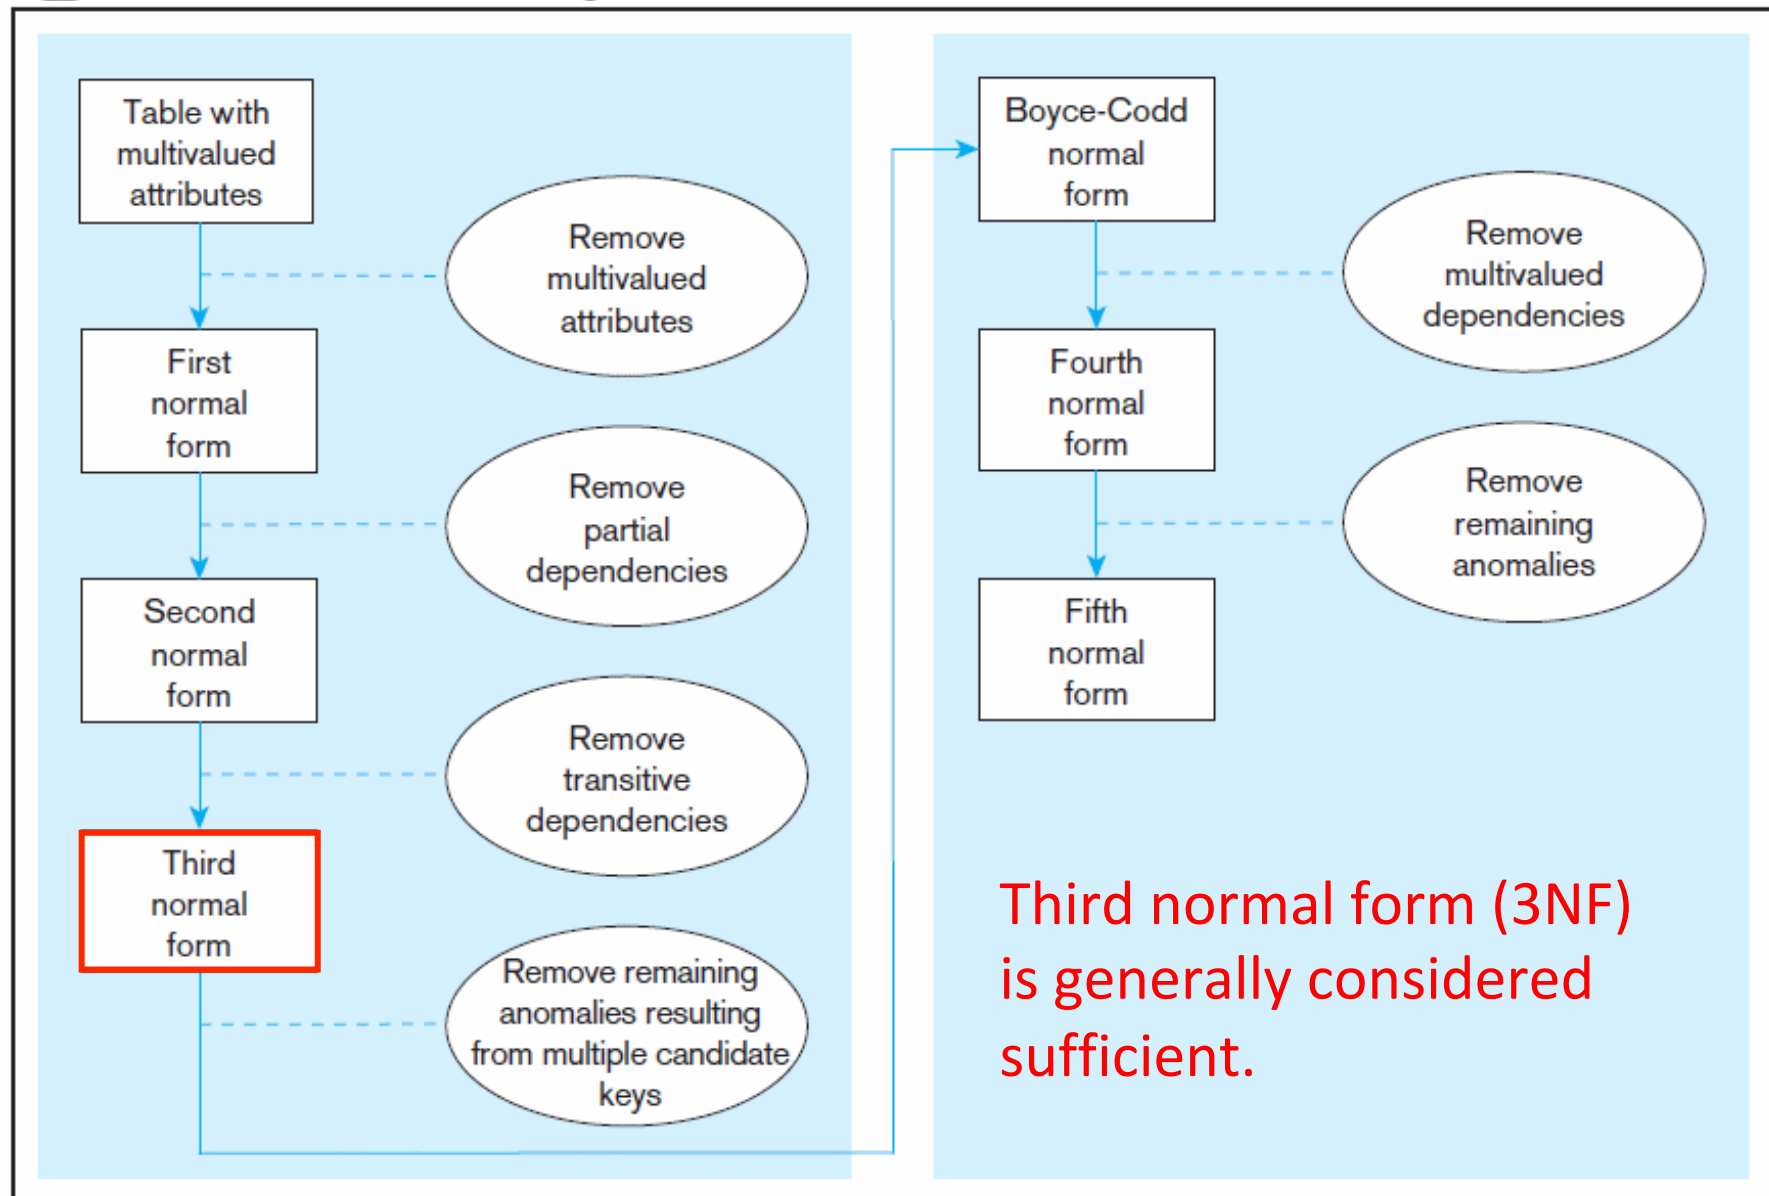 Table with
multivalued
attributes
Remove
multivalued
attributes
First
normal
form
Remove
partial
dependencies
Second
normal
form
Remove
transitive
dependencies
Third
normal
form
Remove remaining
anomalies resulting
from multiple candidate
keys
Boyce-Codd
normal
form
Remove
multivalued
dependencies
Fourth
normal
form
Remove
remaining
anomalies
Fifth
normal
form
Third normal form (3NF)
is generally considered
sufficient.